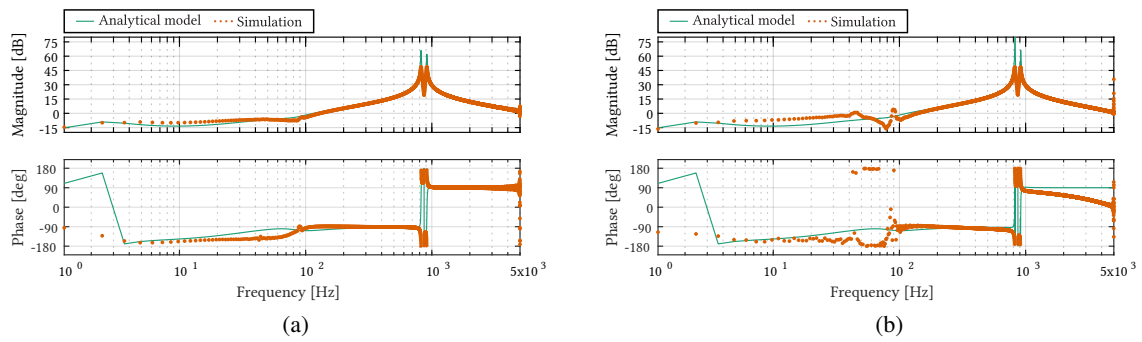 Analytical model Simulation
Magnitude [dB]
75
60
45
30
15
0
-15
Phase [deg]
180
90
0
-90
-180
10^0 10^1 10^2 10^3 5x10^3
Frequency [Hz]
(a)
Analytical model Simulation
Magnitude [dB]
75
60
45
30
15
0
-15
Phase [deg]
180
90
0
-90
-180
10^0 10^1 10^2 10^3 5x10^3
Frequency [Hz]
(b)